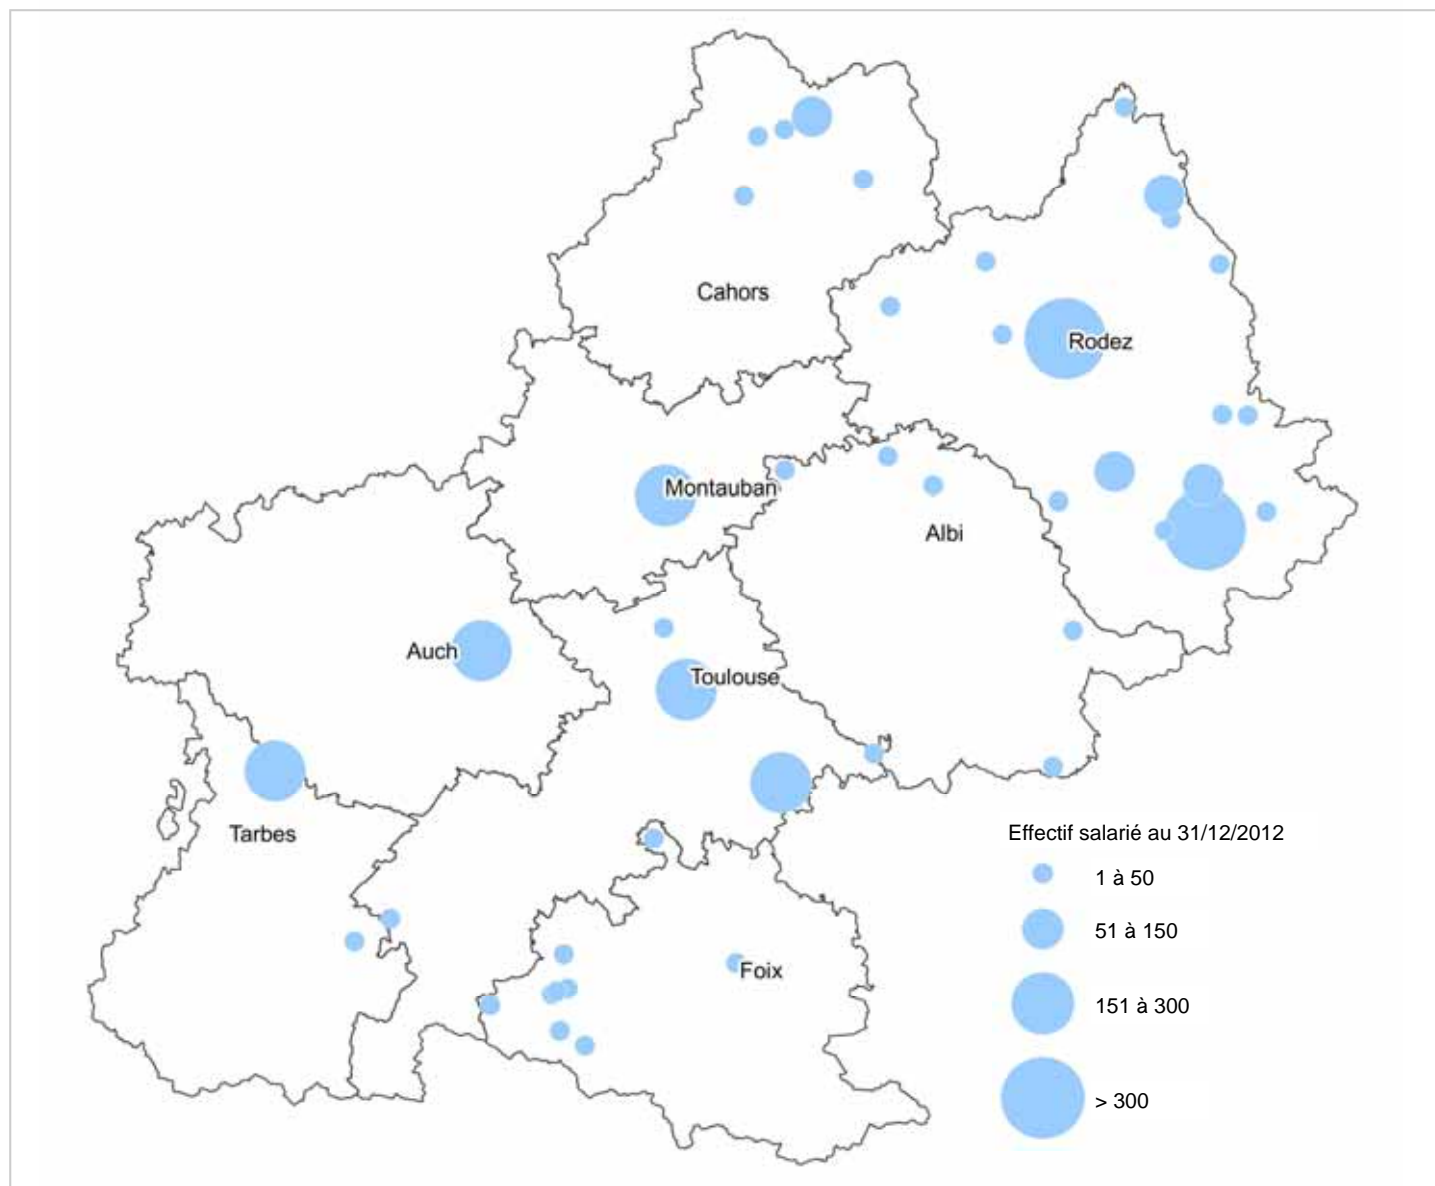 Cahors
Rodez
Montauban
Albi
Auch
Toulouse
Tarbes
Effectif salarié au 31/12/2012
1 à 50
51 à 150
Foix
151 à 300
> 300